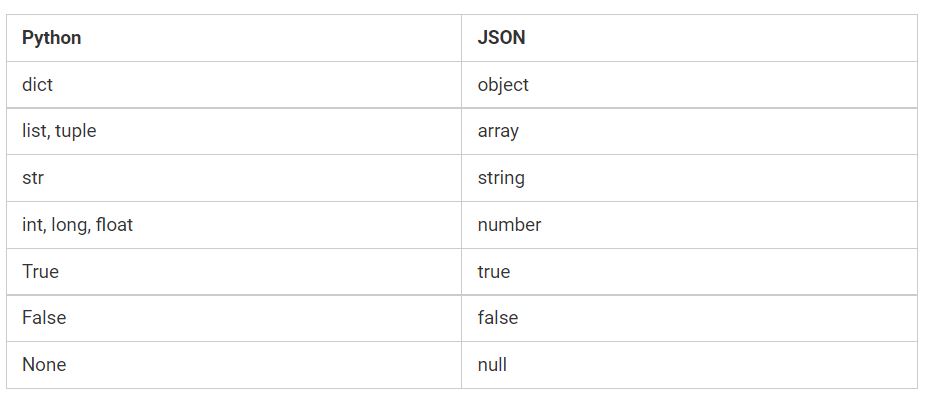 Python JSON
dict object
list, tuple array
str string
int, long, float number
True true
False false
None null